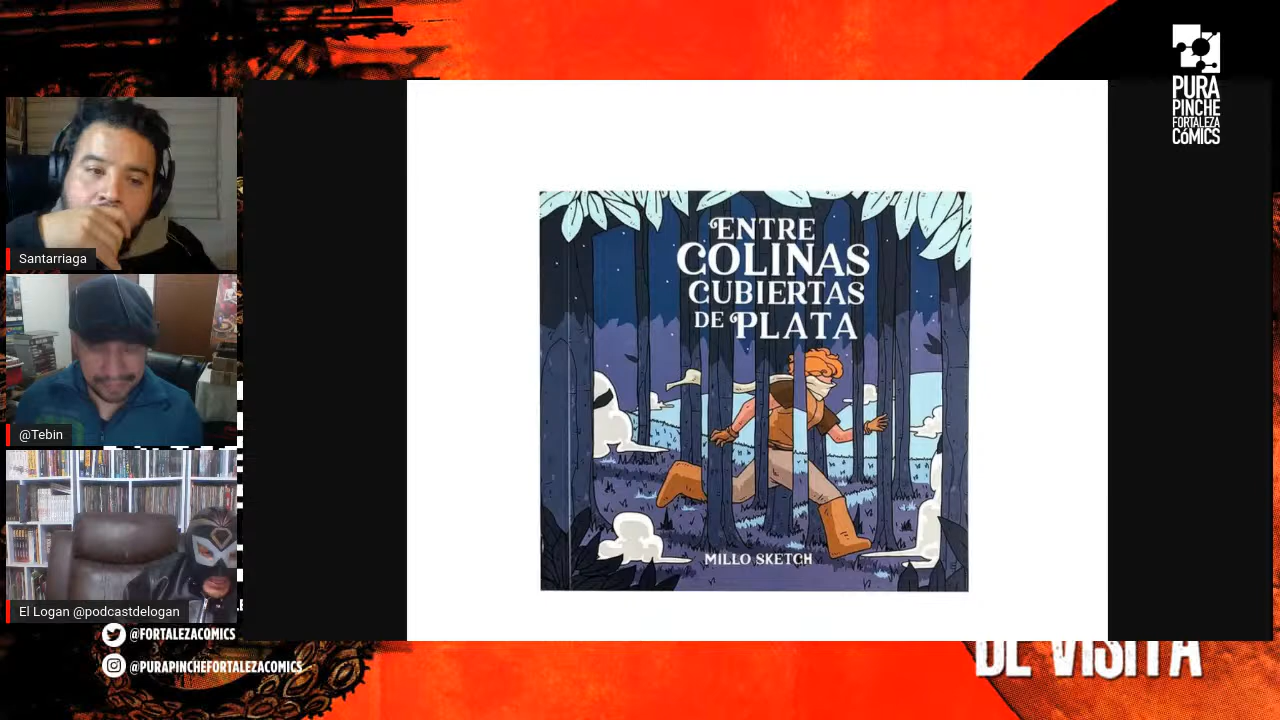 PURA
PINCHE
FORTALEZA
CÓMICS
ENTRE
COLINAS
CUBIERTAS
DE PLATA
MILLO SKETCH
Santarriaga
@Tebin
El Logan @podcastdelogan
@FORTALEZACOMICS
@PURAPINCHEFORTALEZACOMICS
DE VISITA